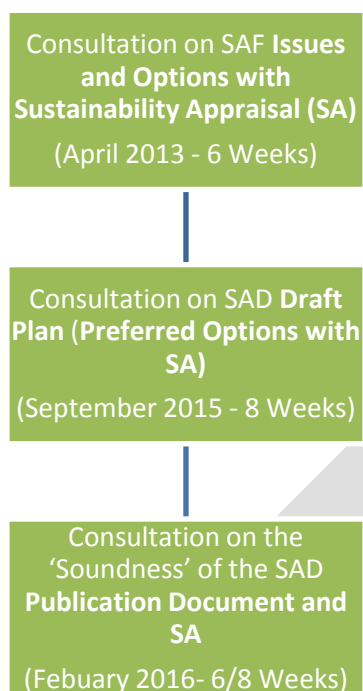 Consultation on SAF Issues
and Options with
Sustainability Appraisal (SA)
(April 2013 - 6 Weeks)
Consultation on SAD Draft
Plan (Preferred Options with
SA)
(September 2015 - 8 Weeks)
Consultation on the
‘Soundness’ of the SAD
Publication Document and
SA
(Febuary 2016- 6/8 Weeks)